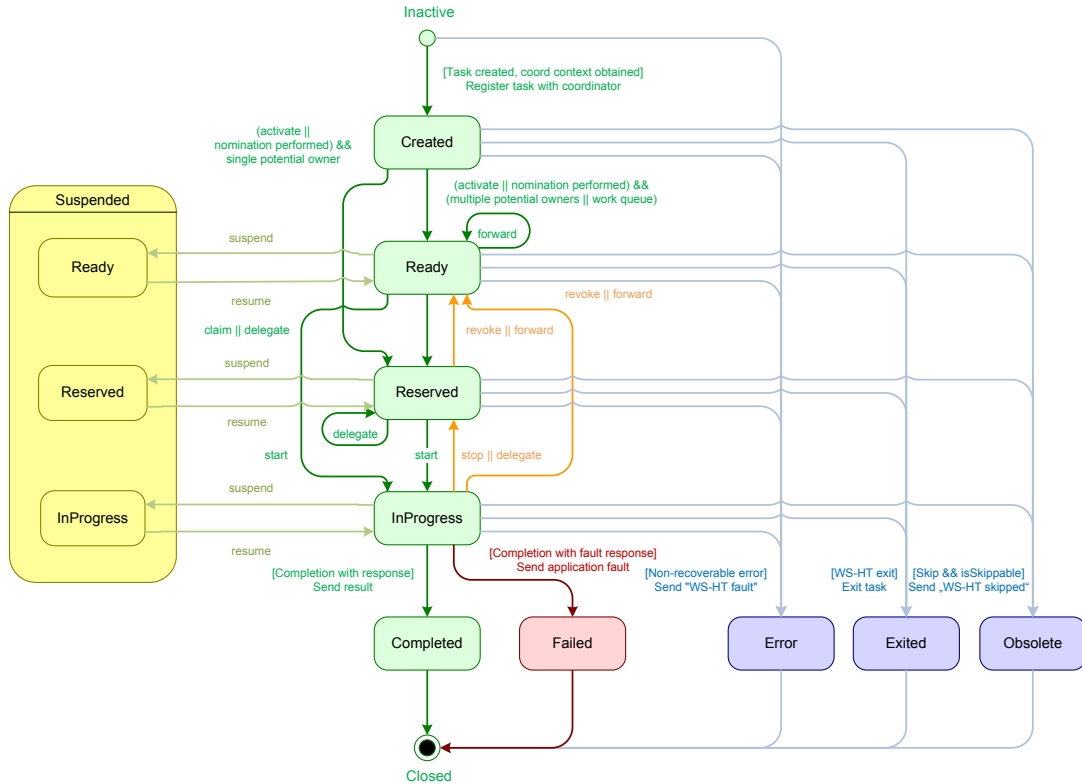 Inactive
[Task created, coord context obtained]
Register task with coordinator
(activate ||
nomination performed) &&
single potential owner
Created
(activate || nomination performed) &&
(multiple potential owners || work queue)
Suspended
forward
suspend
Ready
Ready
resume
revoke || forward
claim || delegate
revoke || forward
suspend
Reserved
Reserved
resume
delegate
start
start
stop || delegate
suspend
InProgress
InProgress
resume
[Completion with response]
Send result
[Completion with fault response]
Send application fault
[Non-recoverable error]
Send "WS-HT fault"
[WS-HT exit]
Exit task
[Skip && isSkippable]
Send „WS-HT skipped“
Completed
Failed
Error
Exited
Obsolete
Closed